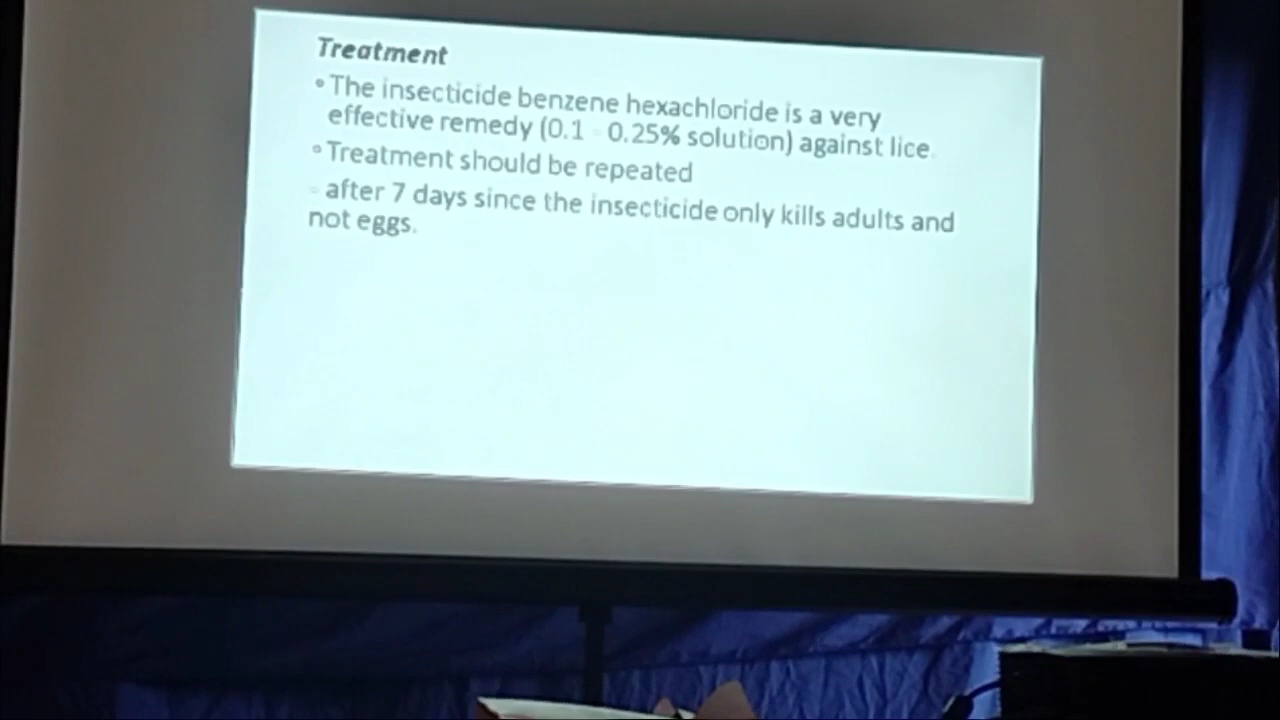 Treatment
• The insecticide benzene hexachloride is a very
effective remedy (0.1 - 0.25% solution) against lice.
• Treatment should be repeated
- after 7 days since the insecticide only kills adults and
not eggs.